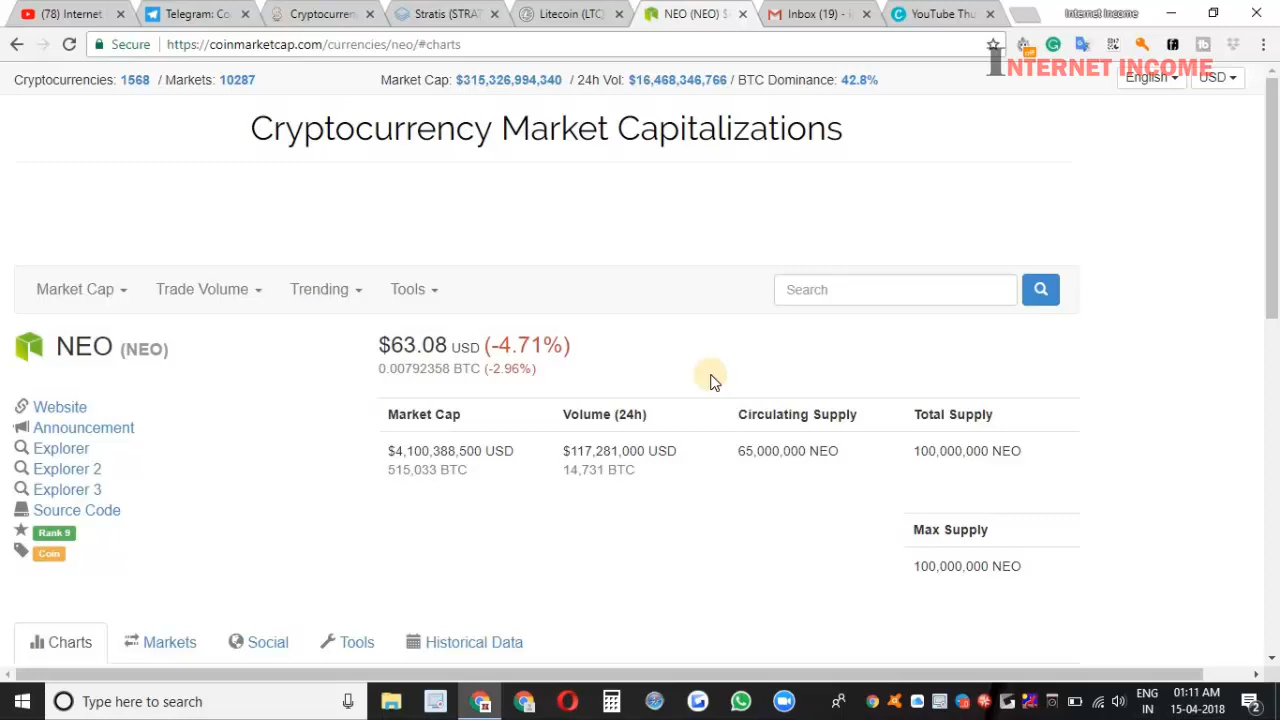 (78) Internet
Telegram: Co
Cryptocurren
Stratis (STRAT
Litecoin (LTC)
NEO (NEO) $
Inbox (19) -
YouTube Thu
Internet Income
Secure
https://coinmarketcap.com/currencies/neo/#charts
off
INTERNET INCOME
Cryptocurrencies: 1568 / Markets: 10287
Market Cap: $315,326,994,340 / 24h Vol: $16,468,346,766 / BTC Dominance: 42.8%
English
USD
Cryptocurrency Market Capitalizations
Market Cap
Trade Volume
Trending
Tools
Search
NEO (NEO)
$63.08 USD (-4.71%)
0.00792358 BTC (-2.96%)
Website
Announcement
Explorer
Explorer 2
Explorer 3
Source Code
Rank 9
Coin
Market Cap
Volume (24h)
Circulating Supply
Total Supply
$4,100,388,500 USD
$117,281,000 USD
65,000,000 NEO
100,000,000 NEO
515,033 BTC
14,731 BTC
Max Supply
100,000,000 NEO
Charts
Markets
Social
Tools
Historical Data
Type here to search
ENG
IN
01:11 AM
15-04-2018
2